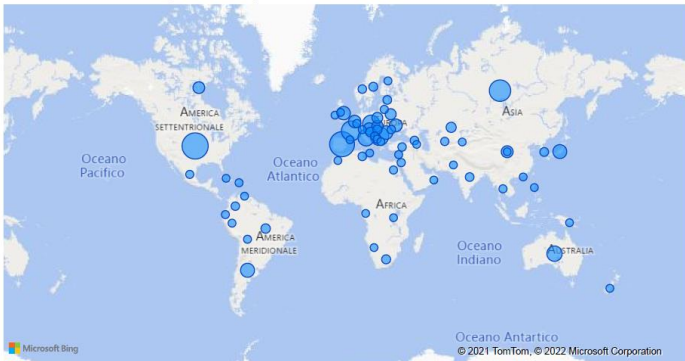 AMERICA
SETTENTRIONALE
ASIA
Oceano
Pacifico
Oceano
Atlantico
AFRICA
AMERICA
MERIDIONALE
Oceano
Indiano
AUSTRALIA
Oceano Antartico
Microsoft Bing
© 2021 TomTom, © 2022 Microsoft Corporation